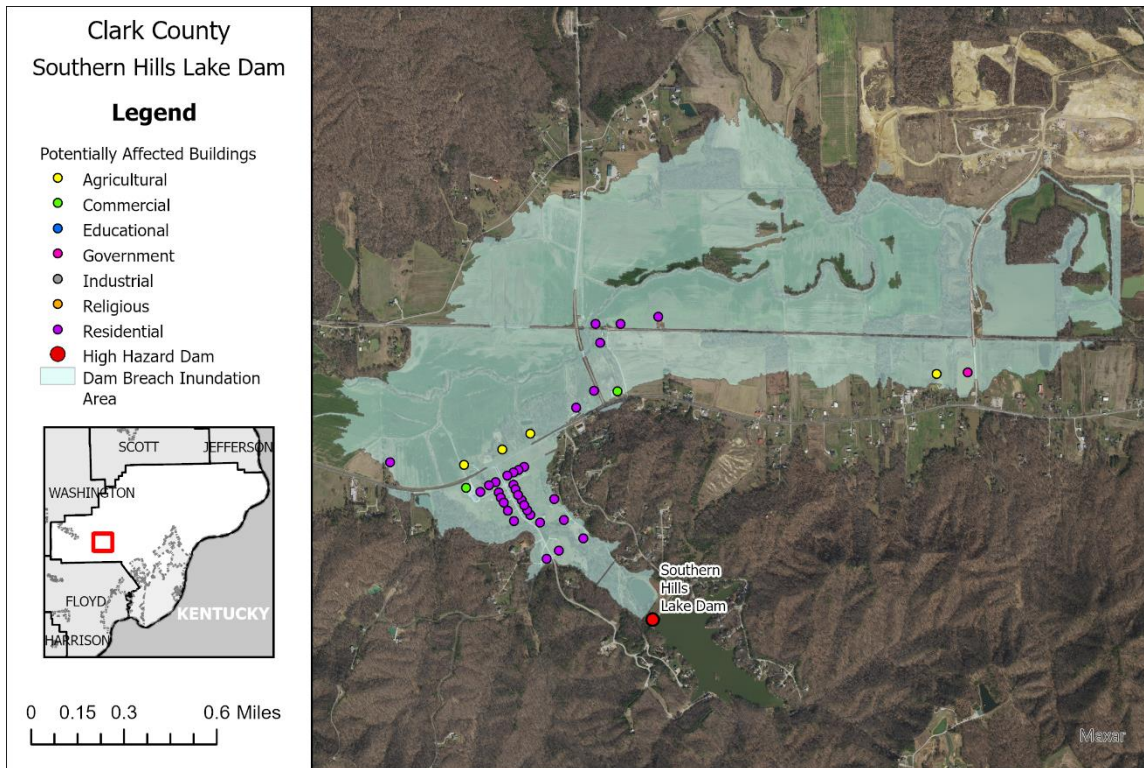 Clark County
Southern Hills Lake Dam
Legend
Potentially Affected Buildings
Agricultural
Commercial
Educational
Government
Industrial
Religious
Residential
High Hazard Dam
Dam Breach Inundation
Area
SCOTT
JEFFERSON
WASHINGTON
FLOYD
KENTUCKY
HARRISON
0 0.15 0.3 0.6 Miles
Southern
Hills
Lake Dam
Maxar